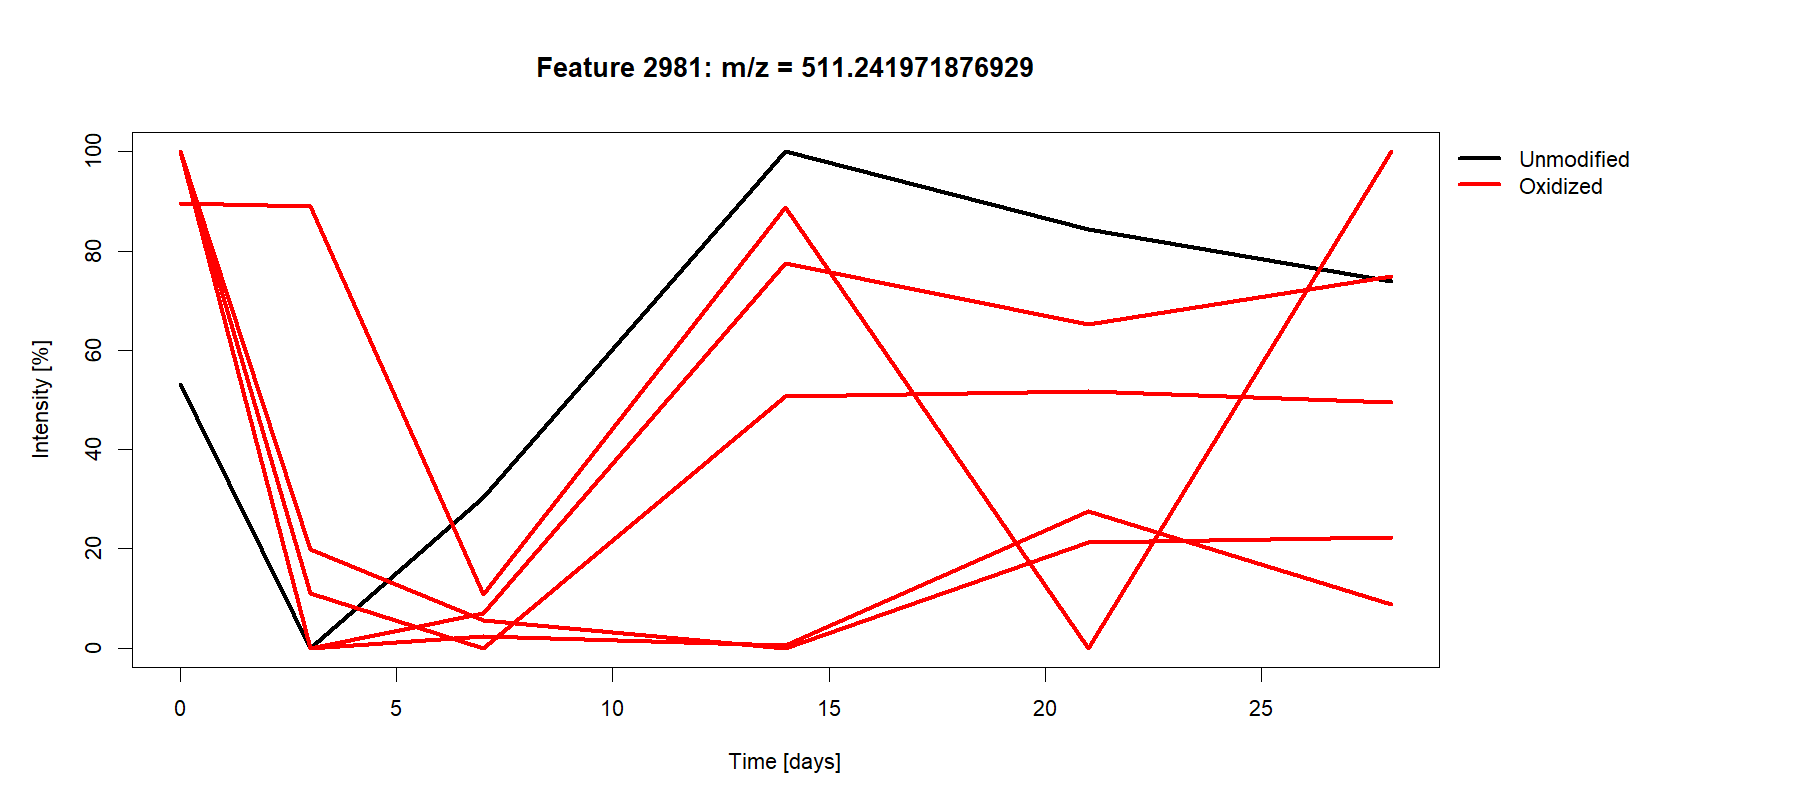 Feature 2981: m/z = 511.241971876929
Unmodified
Oxidized
Intensity [%]
100
80
60
40
20
0
0 5 10 15 20 25
Time [days]